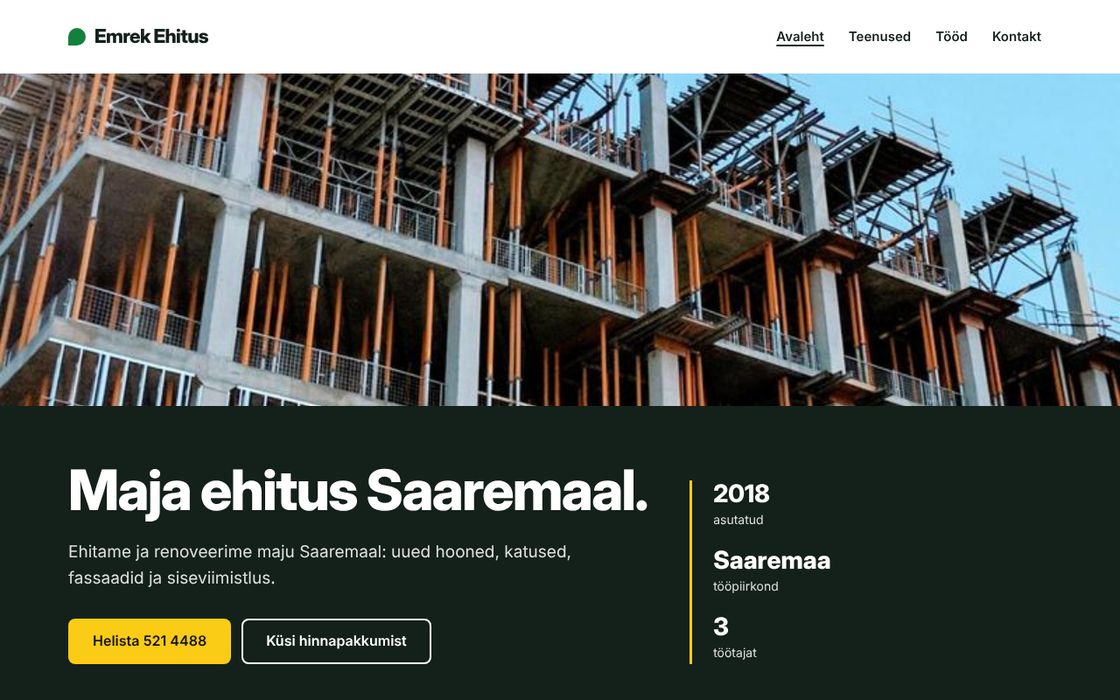 Emrek Ehitus
Avaleht
Teenused
Tööd
Kontakt
Maja ehitus Saaremaal.
Ehitame ja renoveerime maju Saaremaal: uued hooned, katused,
fassaadid ja siseviimistlus.
Helista 521 4488
Küsi hinnapakkumist
2018
asutatud
Saaremaa
tööpiirkond
3
töötajat